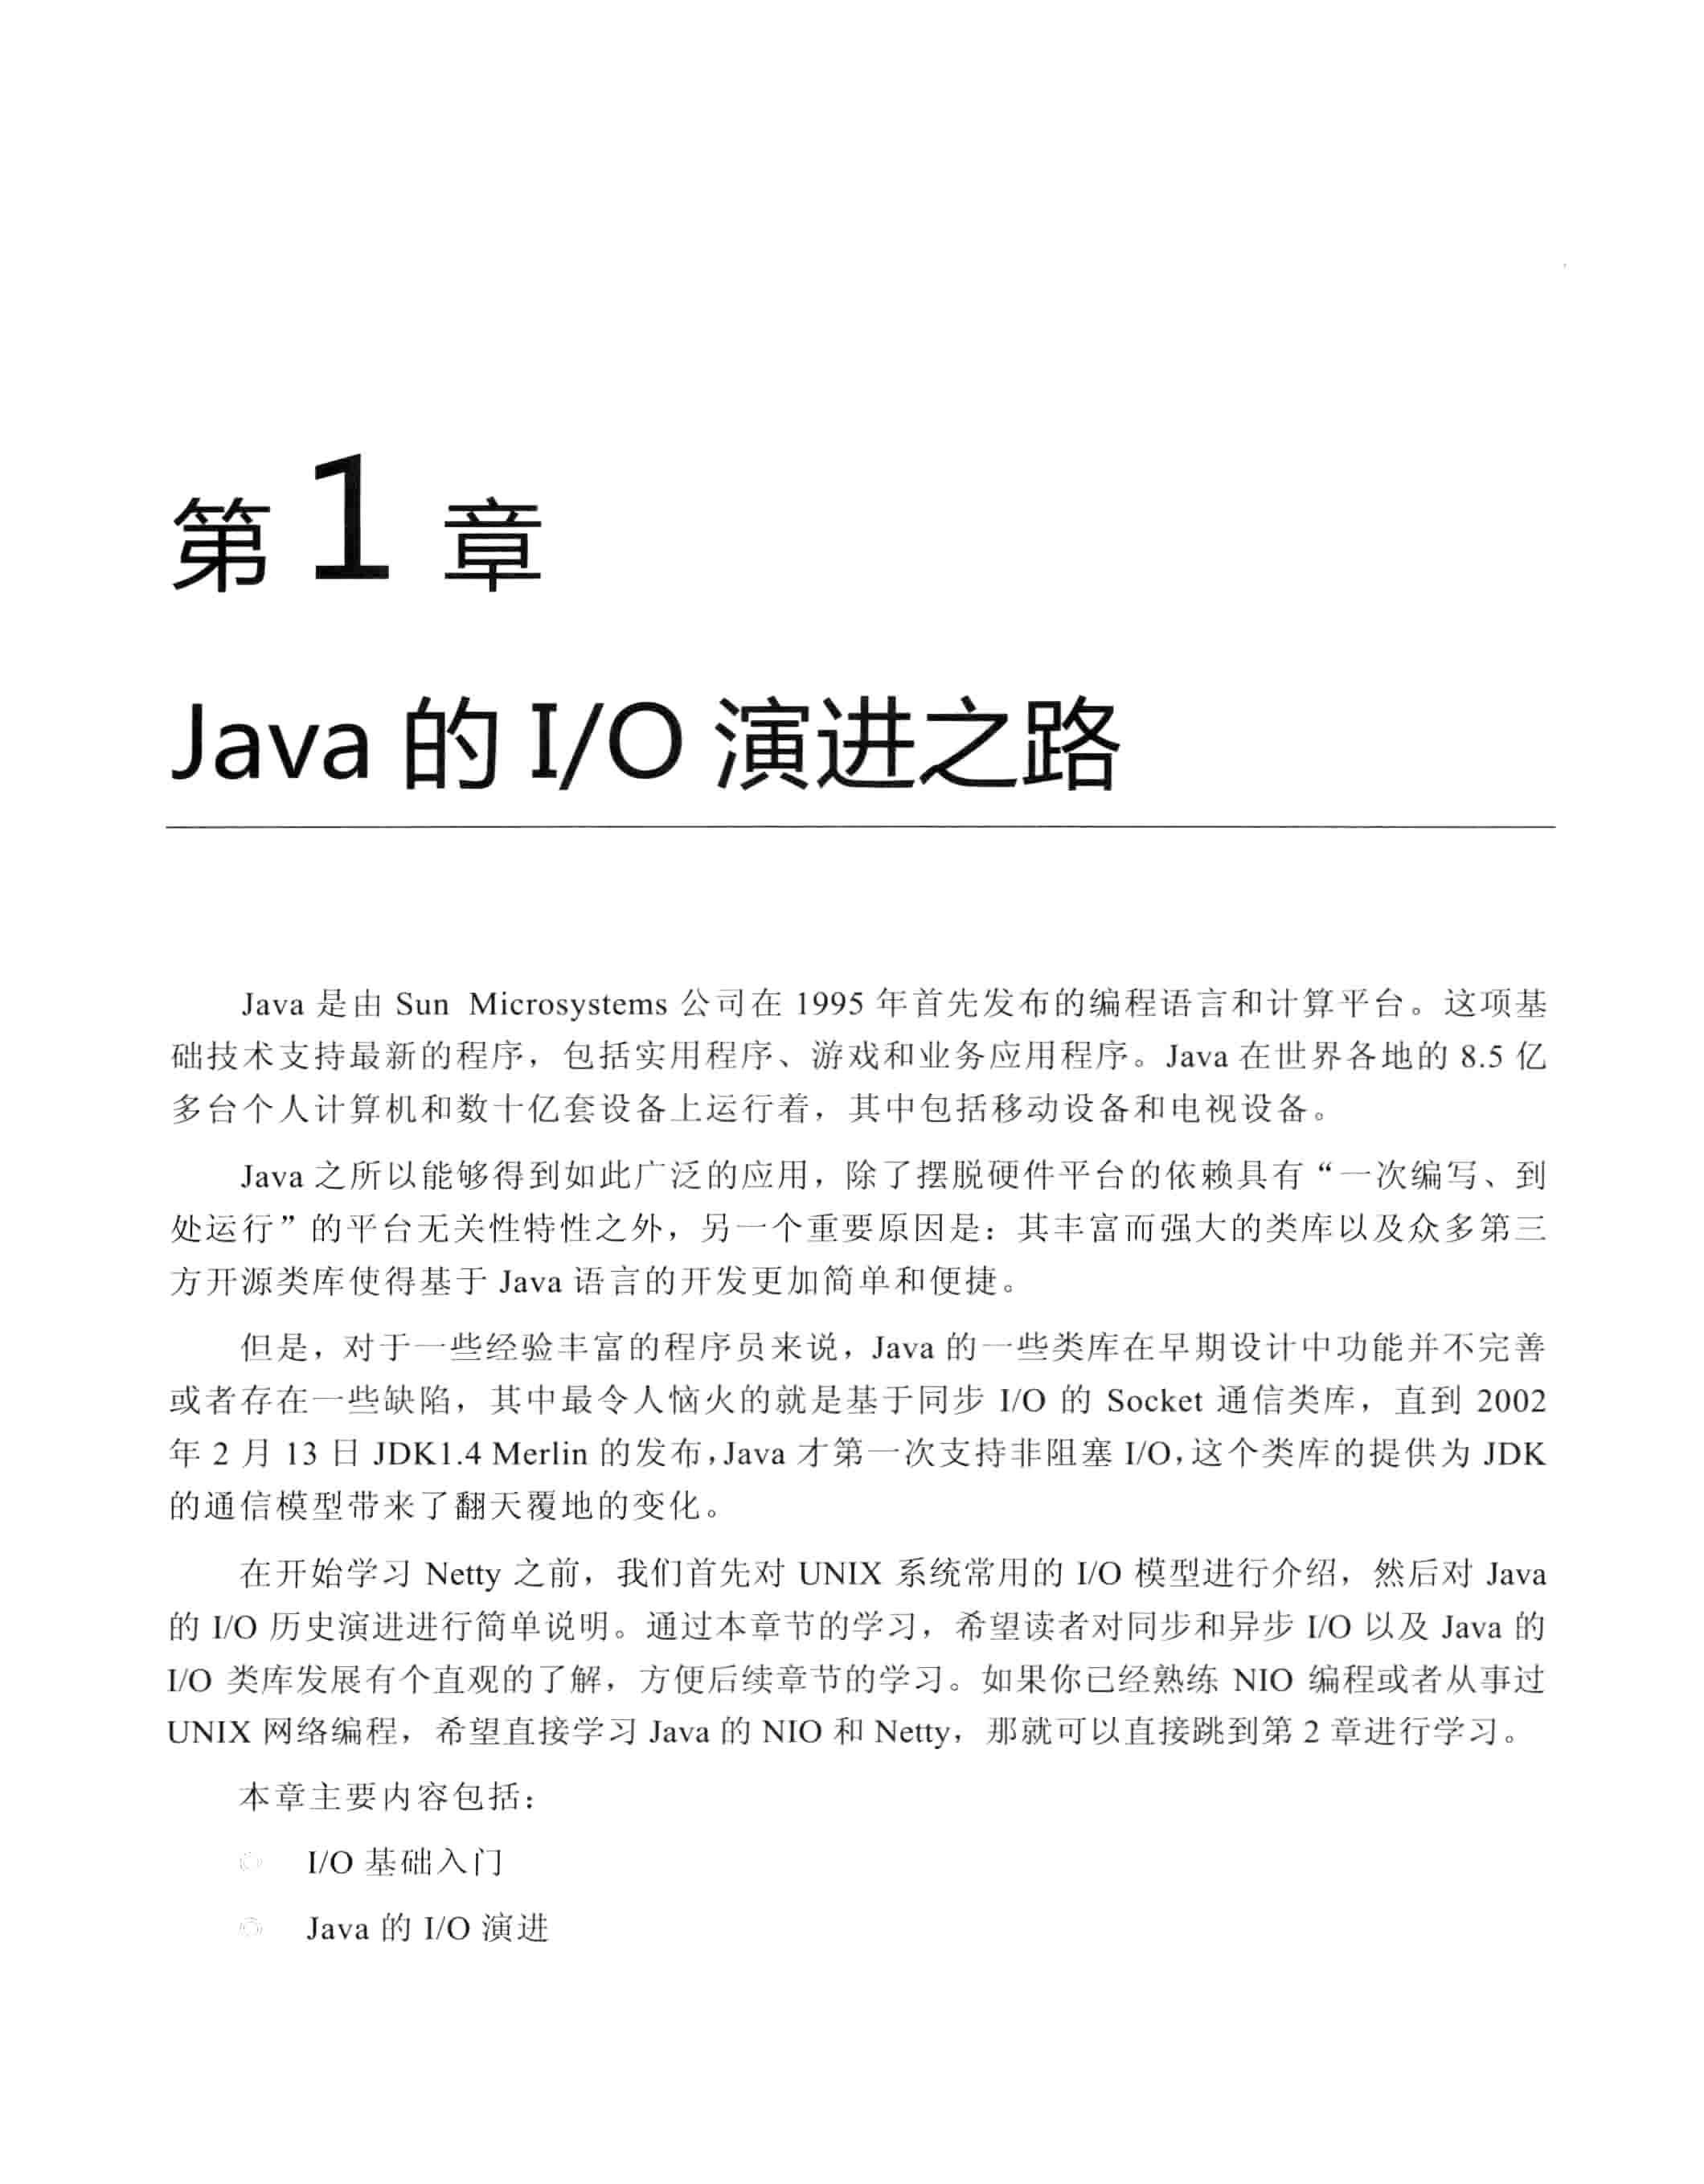 第 1 章
Java 的 I/O 演进之路
Java 是由 Sun Microsystems 公司在 1995 年首先发布的编程语言和计算平台。这项基
础技术支持最新的程序，包括实用程序、游戏和业务应用程序。Java 在世界各地的 8.5 亿
多台个人计算机和数十亿套设备上运行着，其中包括移动设备和电视设备。
Java 之所以能够得到如此广泛的应用，除了摆脱硬件平台的依赖具有“一次编写、到
处运行”的平台无关性特性之外，另一个重要原因是：其丰富而强大的类库以及众多第三
方开源类库使得基于 Java 语言的开发更加简单和便捷。
但是，对于一些经验丰富的程序员来说，Java 的一些类库在早期设计中功能并不完善
或者存在一些缺陷，其中最令人恼火的就是基于同步 I/O 的 Socket 通信类库，直到 2002
年 2 月 13 日 JDK1.4 Merlin 的发布，Java 才第一次支持非阻塞 I/O，这个类库的提供为 JDK
的通信模型带来了翻天覆地的变化。
在开始学习 Netty 之前，我们首先对 UNIX 系统常用的 I/O 模型进行介绍，然后对 Java
的 I/O 历史演进进行简单说明。通过本章节的学习，希望读者对同步和异步 I/O 以及 Java 的
I/O 类库发展有个直观的了解，方便后续章节的学习。如果你已经熟练 NIO 编程或者从事过
UNIX 网络编程，希望直接学习 Java 的 NIO 和 Netty，那就可以直接跳到第 2 章进行学习。
本章主要内容包括：
I/O 基础入门
Java 的 I/O 演进